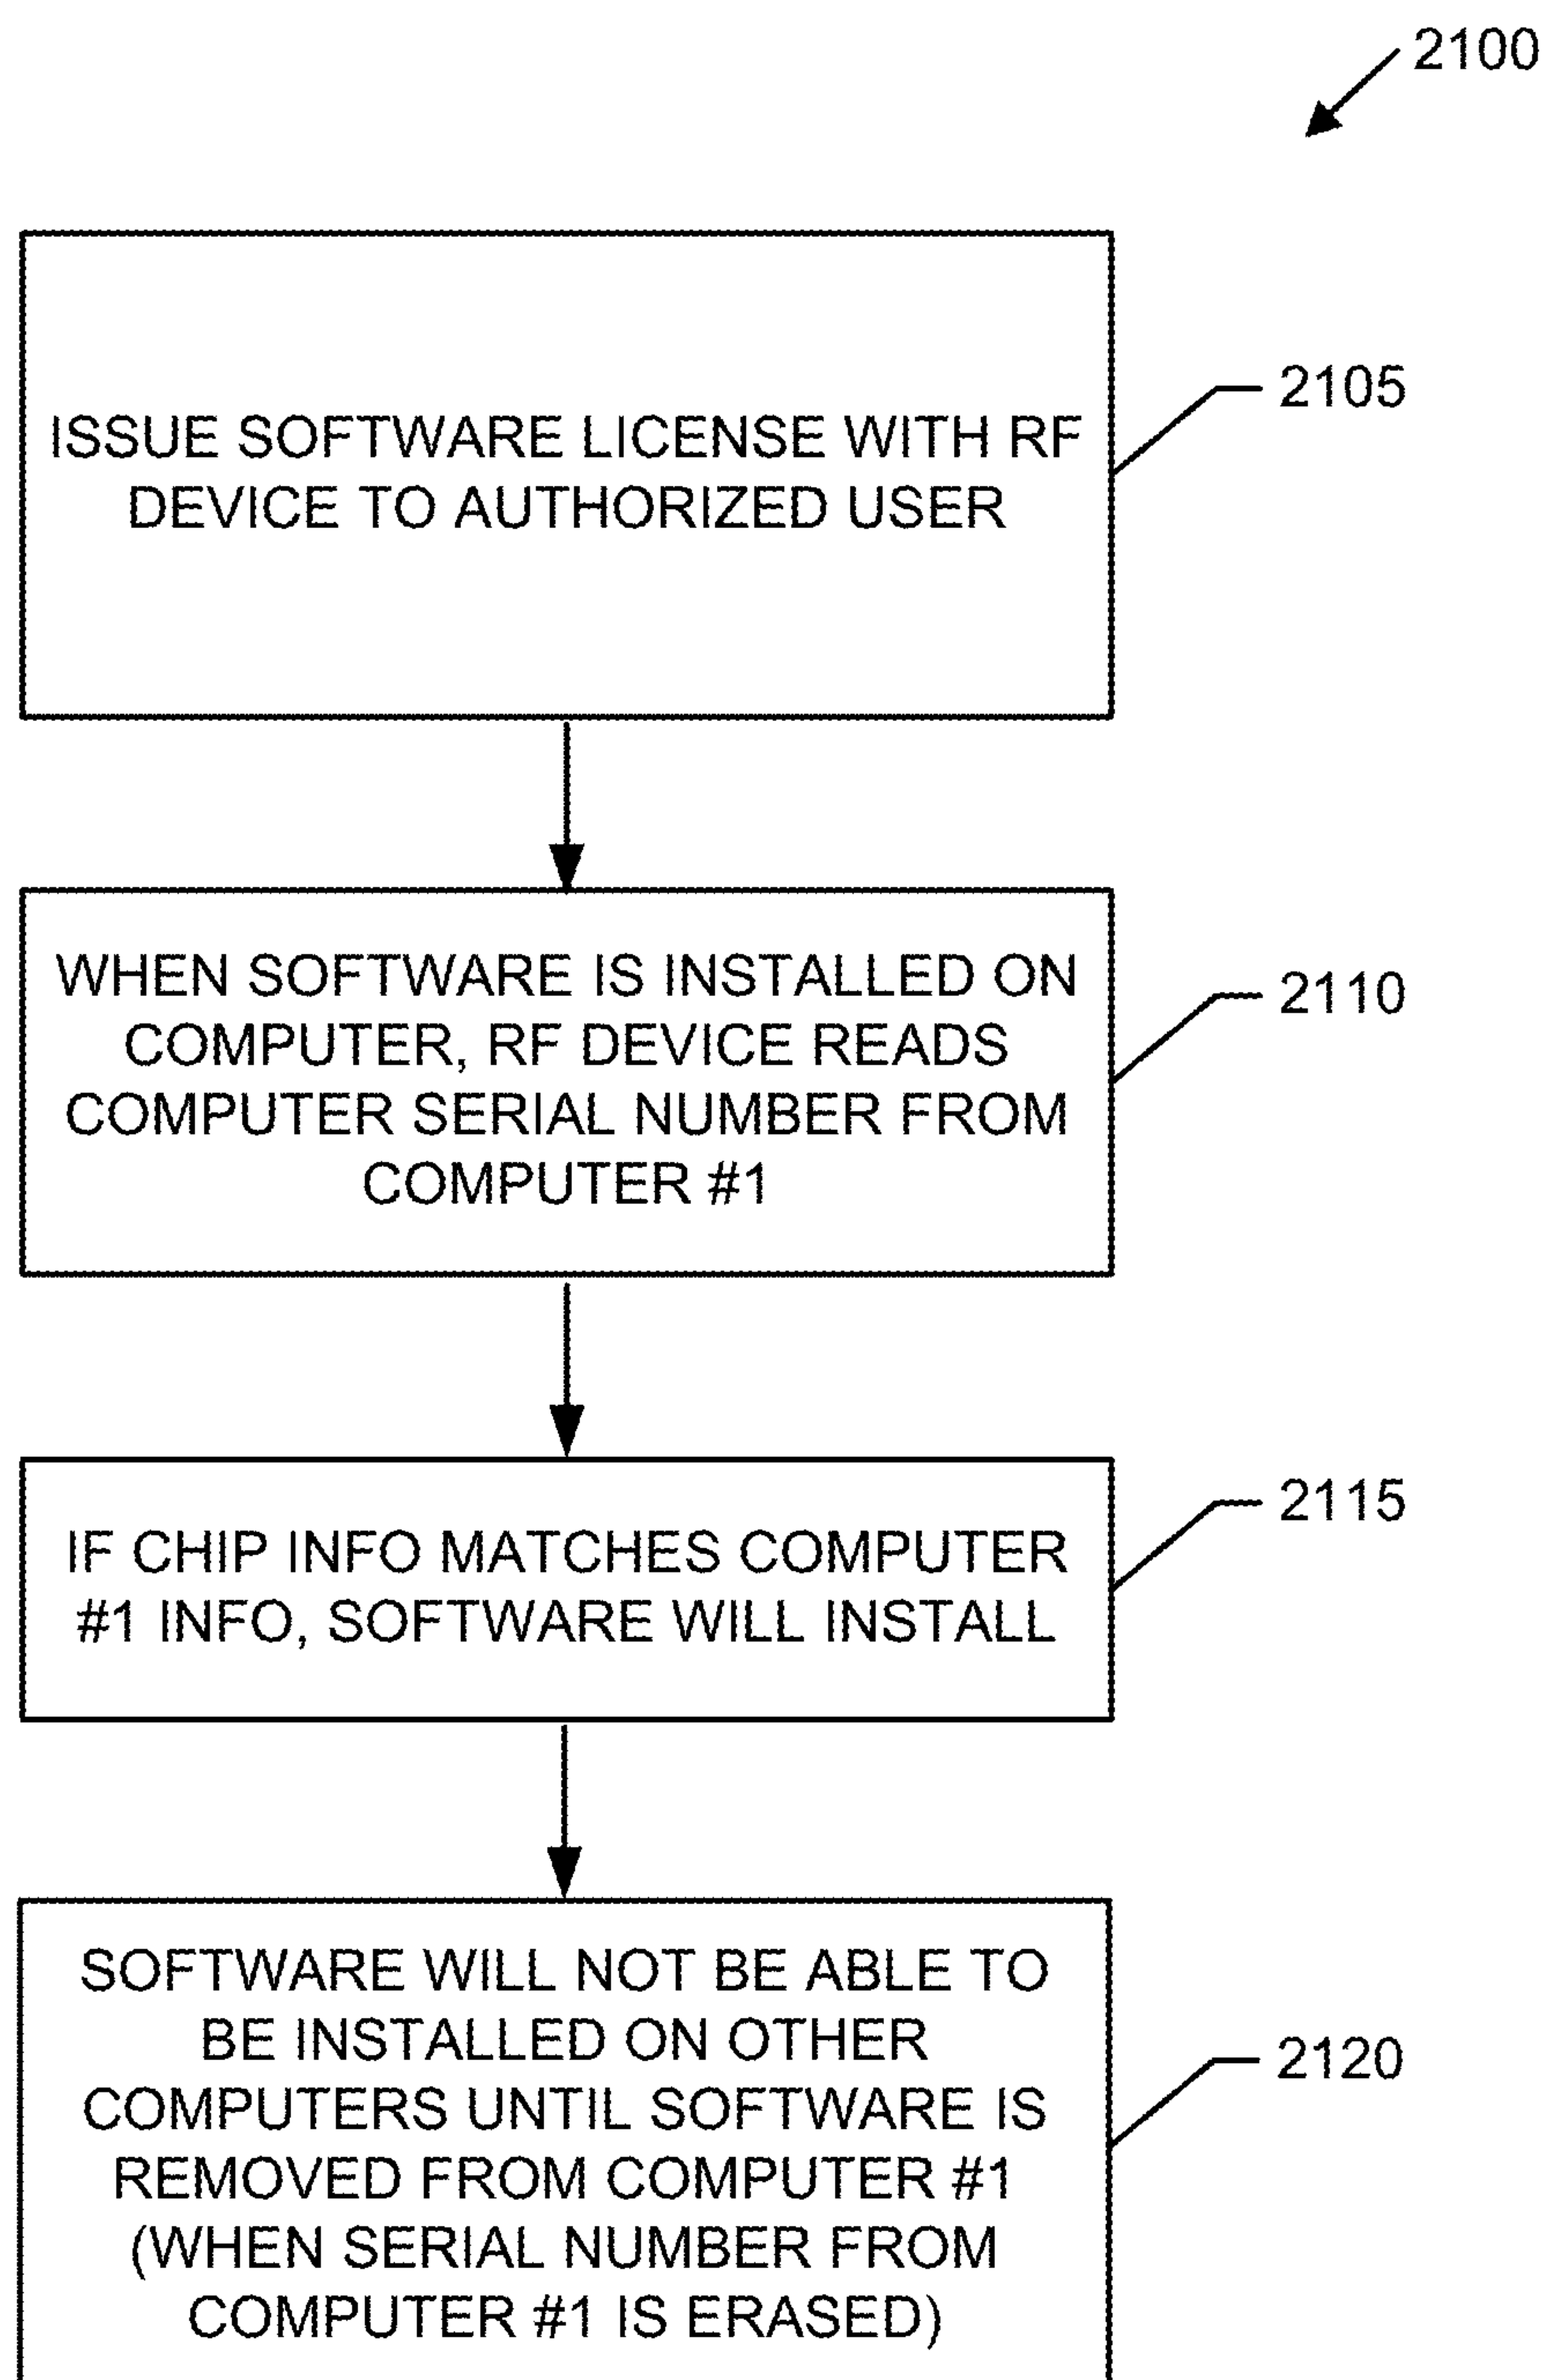 2100
ISSUE SOFTWARE LICENSE WITH RF
DEVICE TO AUTHORIZED USER
2105
WHEN SOFTWARE IS INSTALLED ON
COMPUTER, RF DEVICE READS
COMPUTER SERIAL NUMBER FROM
COMPUTER #1
2110
IF CHIP INFO MATCHES COMPUTER
#1 INFO, SOFTWARE WILL INSTALL
2115
SOFTWARE WILL NOT BE ABLE TO
BE INSTALLED ON OTHER
COMPUTERS UNTIL SOFTWARE IS
REMOVED FROM COMPUTER #1
(WHEN SERIAL NUMBER FROM
COMPUTER #1 IS ERASED)
2120